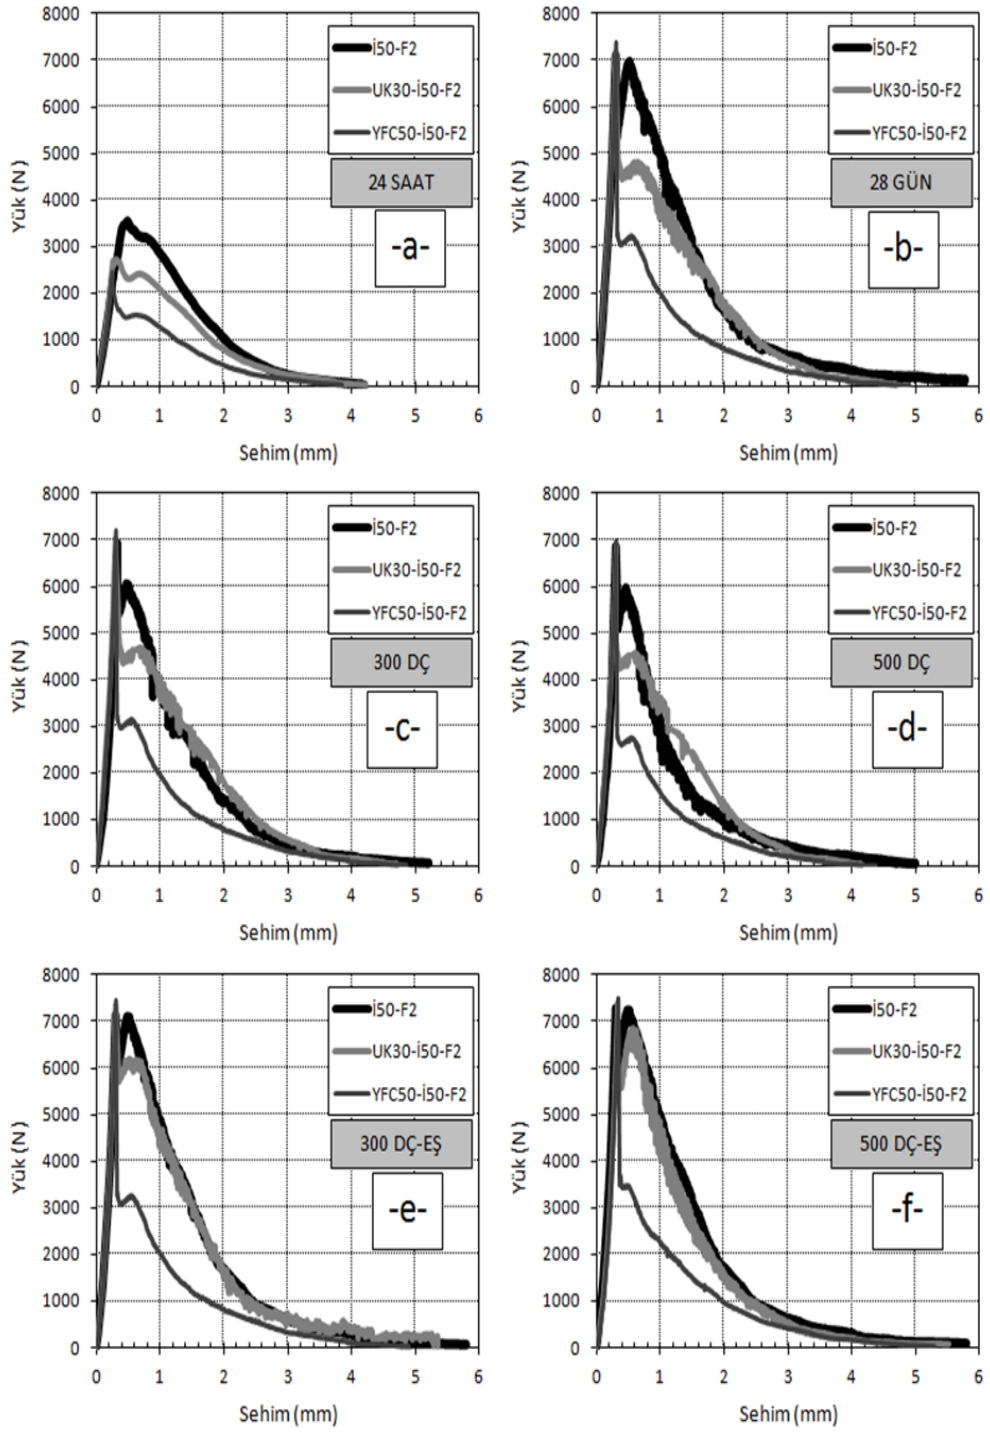 8000
7000
6000
5000
4000
3000
2000
1000
0
Yük (N)
0 1 2 3 4 5 6
Sehim (mm)
İ50-F2
UK30-İ50-F2
YFC50-İ50-F2
24 SAAT
-a-
8000
7000
6000
5000
4000
3000
2000
1000
0
Yük (N)
0 1 2 3 4 5 6
Sehim (mm)
İ50-F2
UK30-İ50-F2
YFC50-İ50-F2
28 GÜN
-b-
8000
7000
6000
5000
4000
3000
2000
1000
0
Yük (N)
0 1 2 3 4 5 6
Sehim (mm)
İ50-F2
UK30-İ50-F2
YFC50-İ50-F2
300 DÇ
-c-
8000
7000
6000
5000
4000
3000
2000
1000
0
Yük (N)
0 1 2 3 4 5 6
Sehim (mm)
İ50-F2
UK30-İ50-F2
YFC50-İ50-F2
500 DÇ
-d-
8000
7000
6000
5000
4000
3000
2000
1000
0
Yük (N)
0 1 2 3 4 5 6
Sehim (mm)
İ50-F2
UK30-İ50-F2
YFC50-İ50-F2
300 DÇ-EŞ
-e-
8000
7000
6000
5000
4000
3000
2000
1000
0
Yük (N)
0 1 2 3 4 5 6
Sehim (mm)
İ50-F2
UK30-İ50-F2
YFC50-İ50-F2
500 DÇ-EŞ
-f-